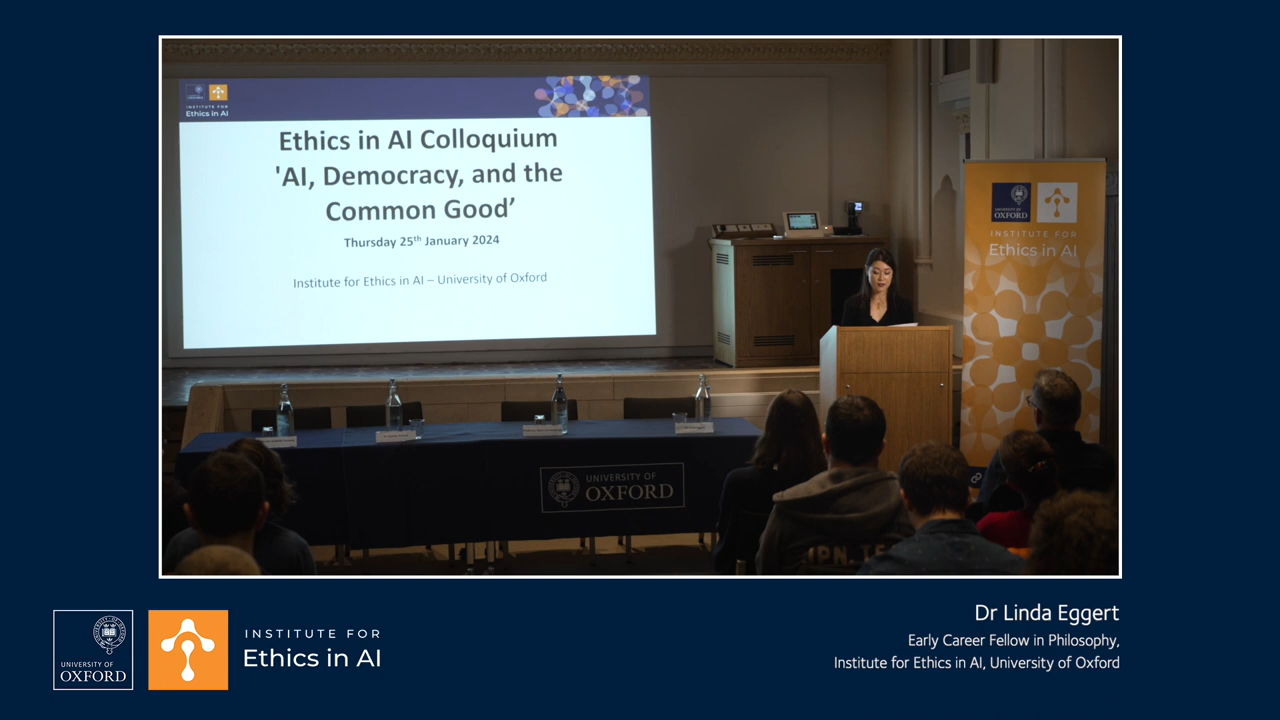 INSTITUTE FOR
Ethics in AI
Ethics in AI Colloquium
'AI, Democracy, and the
Common Good’
Thursday 25th January 2024
Institute for Ethics in AI – University of Oxford
UNIVERSITY OF
OXFORD
INSTITUTE FOR
Ethics in AI
UNIVERSITY OF
OXFORD
UNIVERSITY OF
OXFORD
INSTITUTE FOR
Ethics in AI
Dr Linda Eggert
Early Career Fellow in Philosophy,
Institute for Ethics in AI, University of Oxford